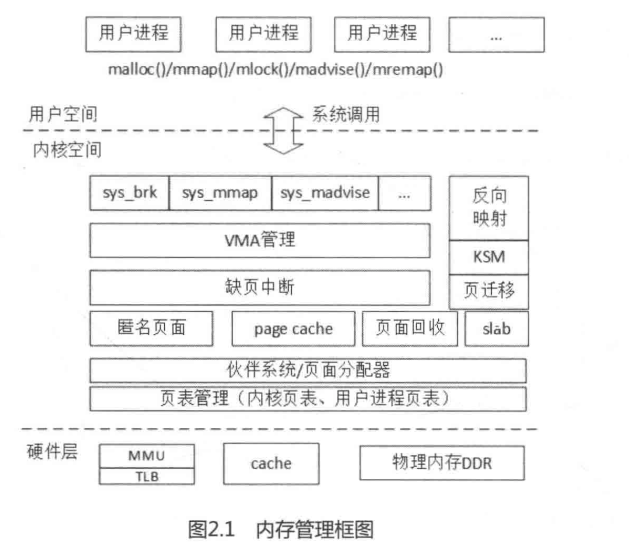 用户进程 用户进程 用户进程 ...
malloc()/mmap()/mlock()/madvise()/mremap()
用户空间 系统调用
内核空间
sys_brk sys_mmap sys_madvise ... 反向
映射
VMA管理
KSM
缺页中断 页迁移
匿名页面 page cache 页面回收 slab
伙伴系统/页面分配器
页表管理（内核页表、用户进程页表）
硬件层 MMU
TLB
cache 物理内存DDR
图2.1 内存管理框图